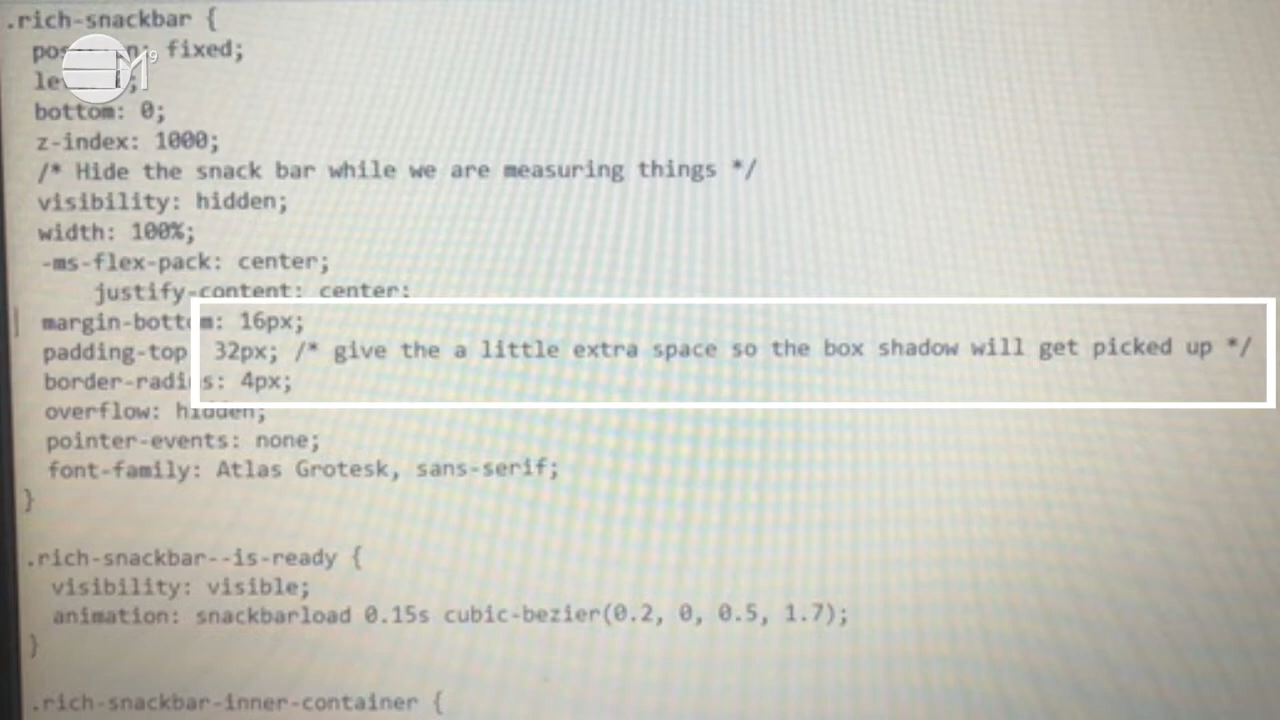 .rich-snackbar {
fixed;
bottom: 0;
z-index: 1000;
/* Hide the snack bar while we are measuring things */
visibility: hidden;
width: 100%;
-ms-flex-pack: center;
justify-content: center;
margin-bottom: 16px;
padding-top 32px; /* give the a little extra space so the box shadow will get picked up */
border-radius: 4px;
overflow: hidden;
pointer-events: none;
font-family: Atlas Grotesk, sans-serif;
}
.rich-snackbar--is-ready {
visibility: visible;
animation: snackbarload 0.15s cubic-bezier(0.2, 0, 0.5, 1.7);
}
.rich-snackbar-inner-container {